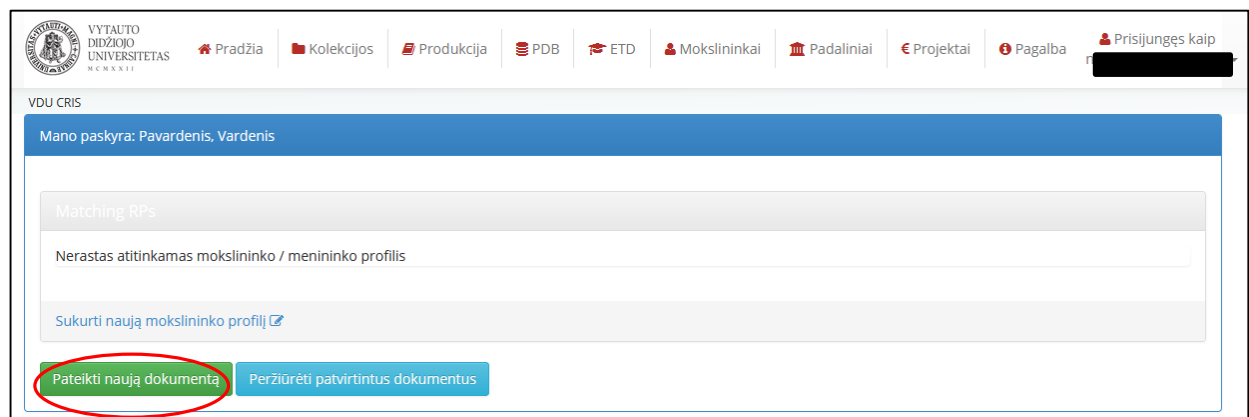 VYTAUTO
DIDŽIOJO
UNIVERSITETAS
MCMXXII
Pradžia
Kolekcijos
Produkcija
PDB
ETD
Mokslininkai
Padaliniai
€ Projektai
Pagalba
Prisijungęs kaip
VDU CRIS
Mano paskyra: Pavardenis, Vardenis
Matching RPs
Nerastas atitinkamas mokslininko / menininko profilis
Sukurti naują mokslininko profilį
Pateikti naują dokumentą
Peržiūrėti patvirtintus dokumentus